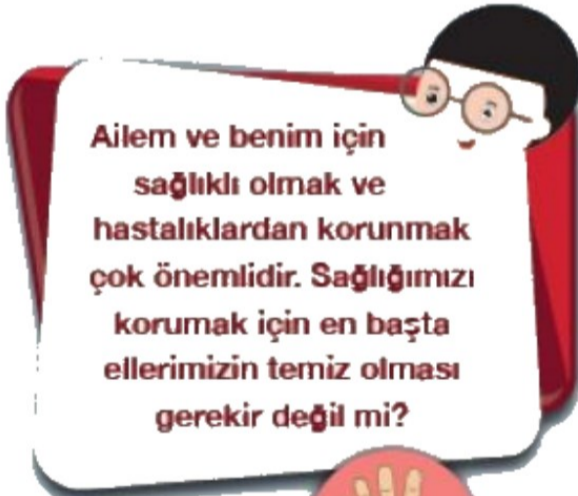 Ailem ve benim için
sağlıklı olmak ve
hastalıklardan korunmak
çok önemlidir. Sağlığımızı
korumak için en başta
ellerimizin temiz olması
gerekir değil mi?